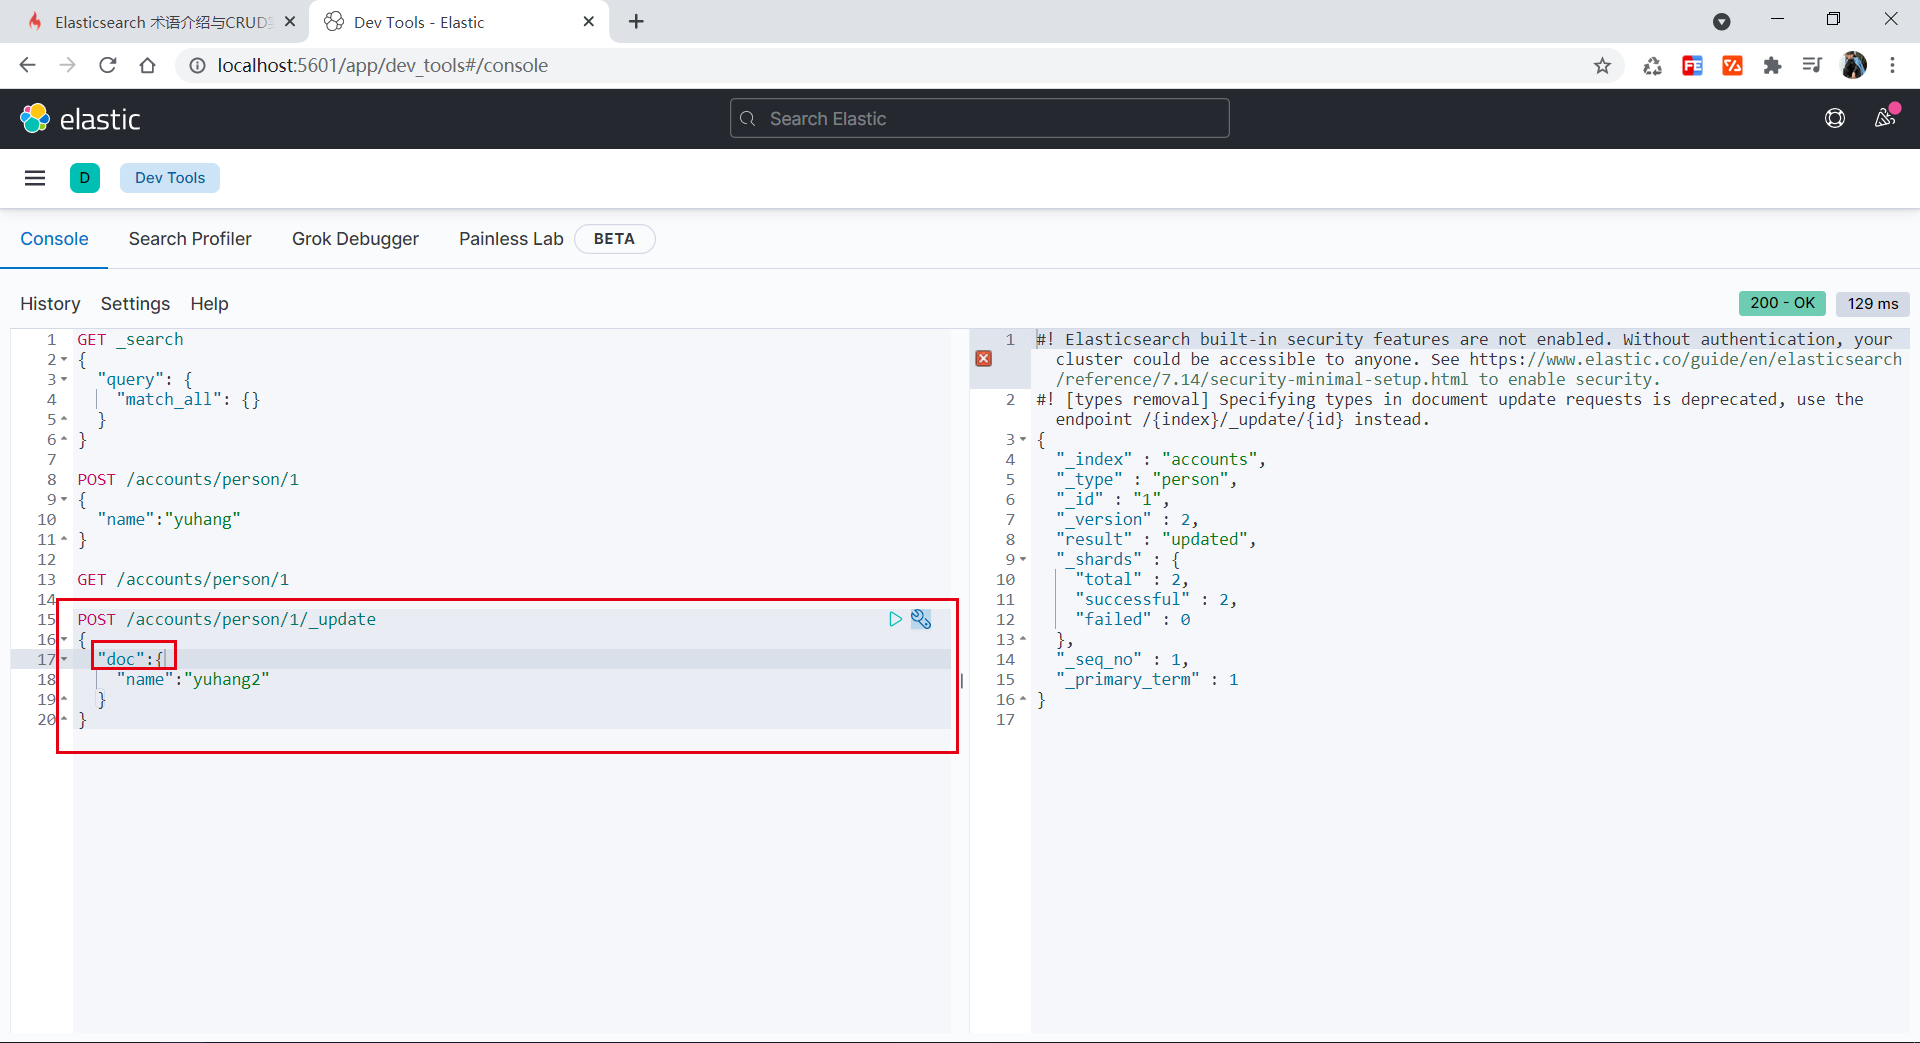 Elasticsearch 术语介绍与CRUD
Dev Tools - Elastic
localhost:5601/app/dev_tools#/console
FE
elastic
Search Elastic
D
Dev Tools
Console
Search Profiler
Grok Debugger
Painless Lab
BETA
History
Settings
Help
200 - OK
129 ms
1 GET _search
2 {
3 "query": {
4 "match_all": {}
5 }
6 }
7
8 POST /accounts/person/1
9 {
10 "name":"yuhang"
11 }
12
13 GET /accounts/person/1
14
15 POST /accounts/person/1/_update
16 {
17 "doc":{
18 "name":"yuhang2"
19 }
20 }
1 #! Elasticsearch built-in security features are not enabled. Without authentication, your
cluster could be accessible to anyone. See https://www.elastic.co/guide/en/elasticsearch
/reference/7.14/security-minimal-setup.html to enable security.
2 #! [types removal] Specifying types in document update requests is deprecated, use the
endpoint /{index}/_update/{id} instead.
3 {
4 "_index" : "accounts",
5 "_type" : "person",
6 "_id" : "1",
7 "_version" : 2,
8 "result" : "updated",
9 "_shards" : {
10 "total" : 2,
11 "successful" : 2,
12 "failed" : 0
13 },
14 "_seq_no" : 1,
15 "_primary_term" : 1
16 }
17